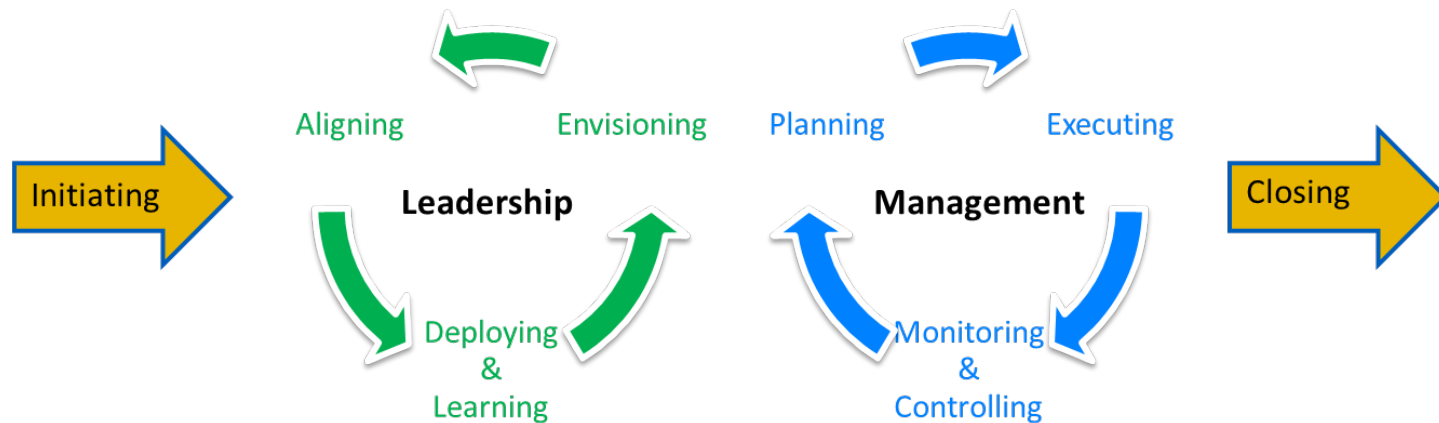 Aligning
Envisioning
Planning
Executing
Initiating
Leadership
Management
Closing
Deploying
&
Learning
Monitoring
&
Controlling